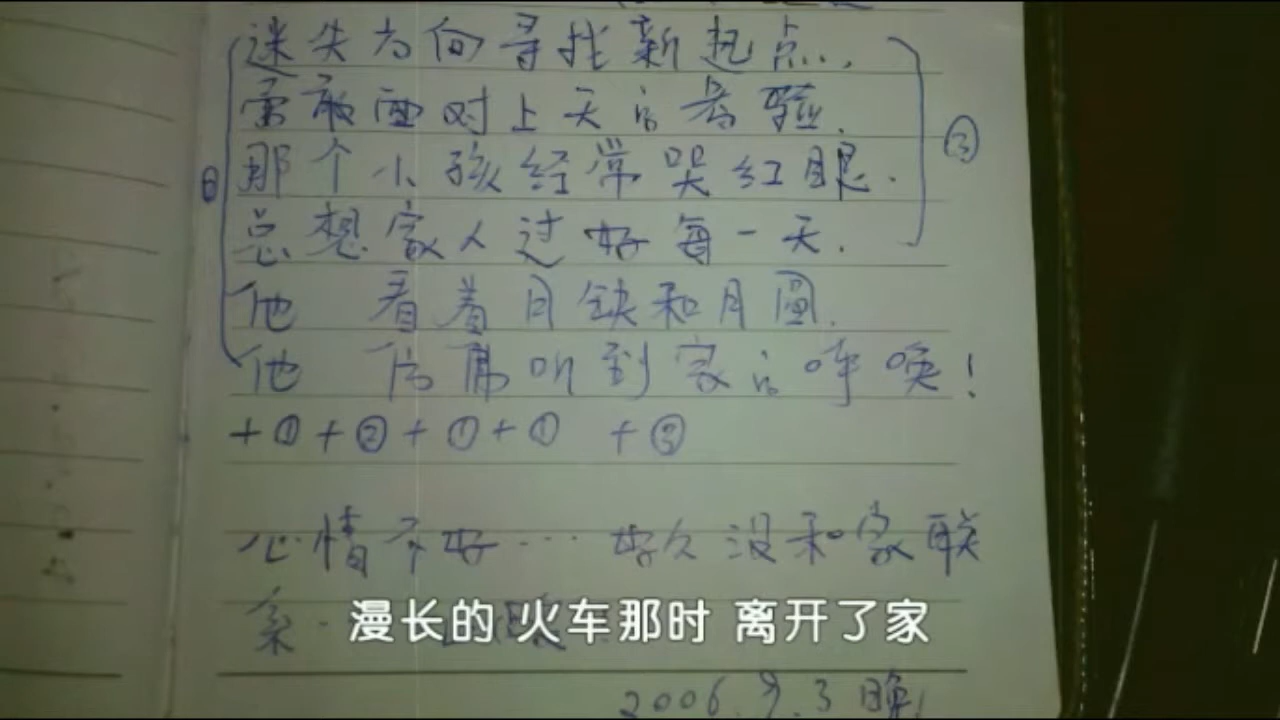 迷失方向寻找新起点.
勇敢面对上天的考验.
③
那个小孩经常哭红眼.
总想家人过好每一天.
他 看着月缺和月圆.
他 仿佛听到家的呼唤!
+①+②+①+① +③
心情不好…好久没和家联
系.
漫长的 火车那时 离开了家
2006.9.3 晚!